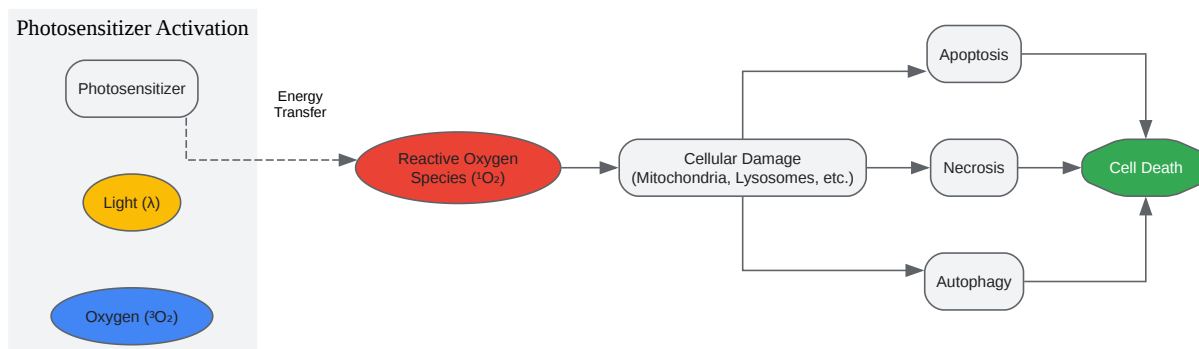 Photosensitizer Activation
Photosensitizer
Light (λ)
Oxygen (³O₂)
Energy
Transfer
Reactive Oxygen
Species (¹O₂)
Cellular Damage
(Mitochondria, Lysosomes, etc.)
Apoptosis
Necrosis
Autophagy
Cell Death